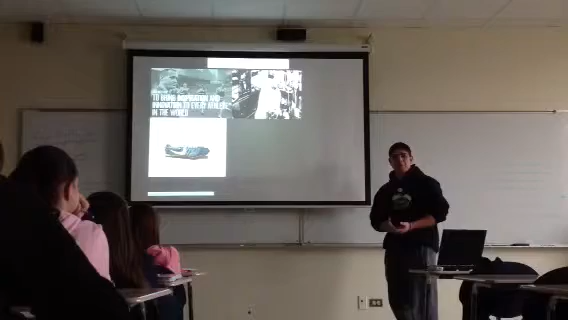 TO BRING INSPIRATION AND
INNOVATION TO EVERY ATHLETE
IN THE WORLD